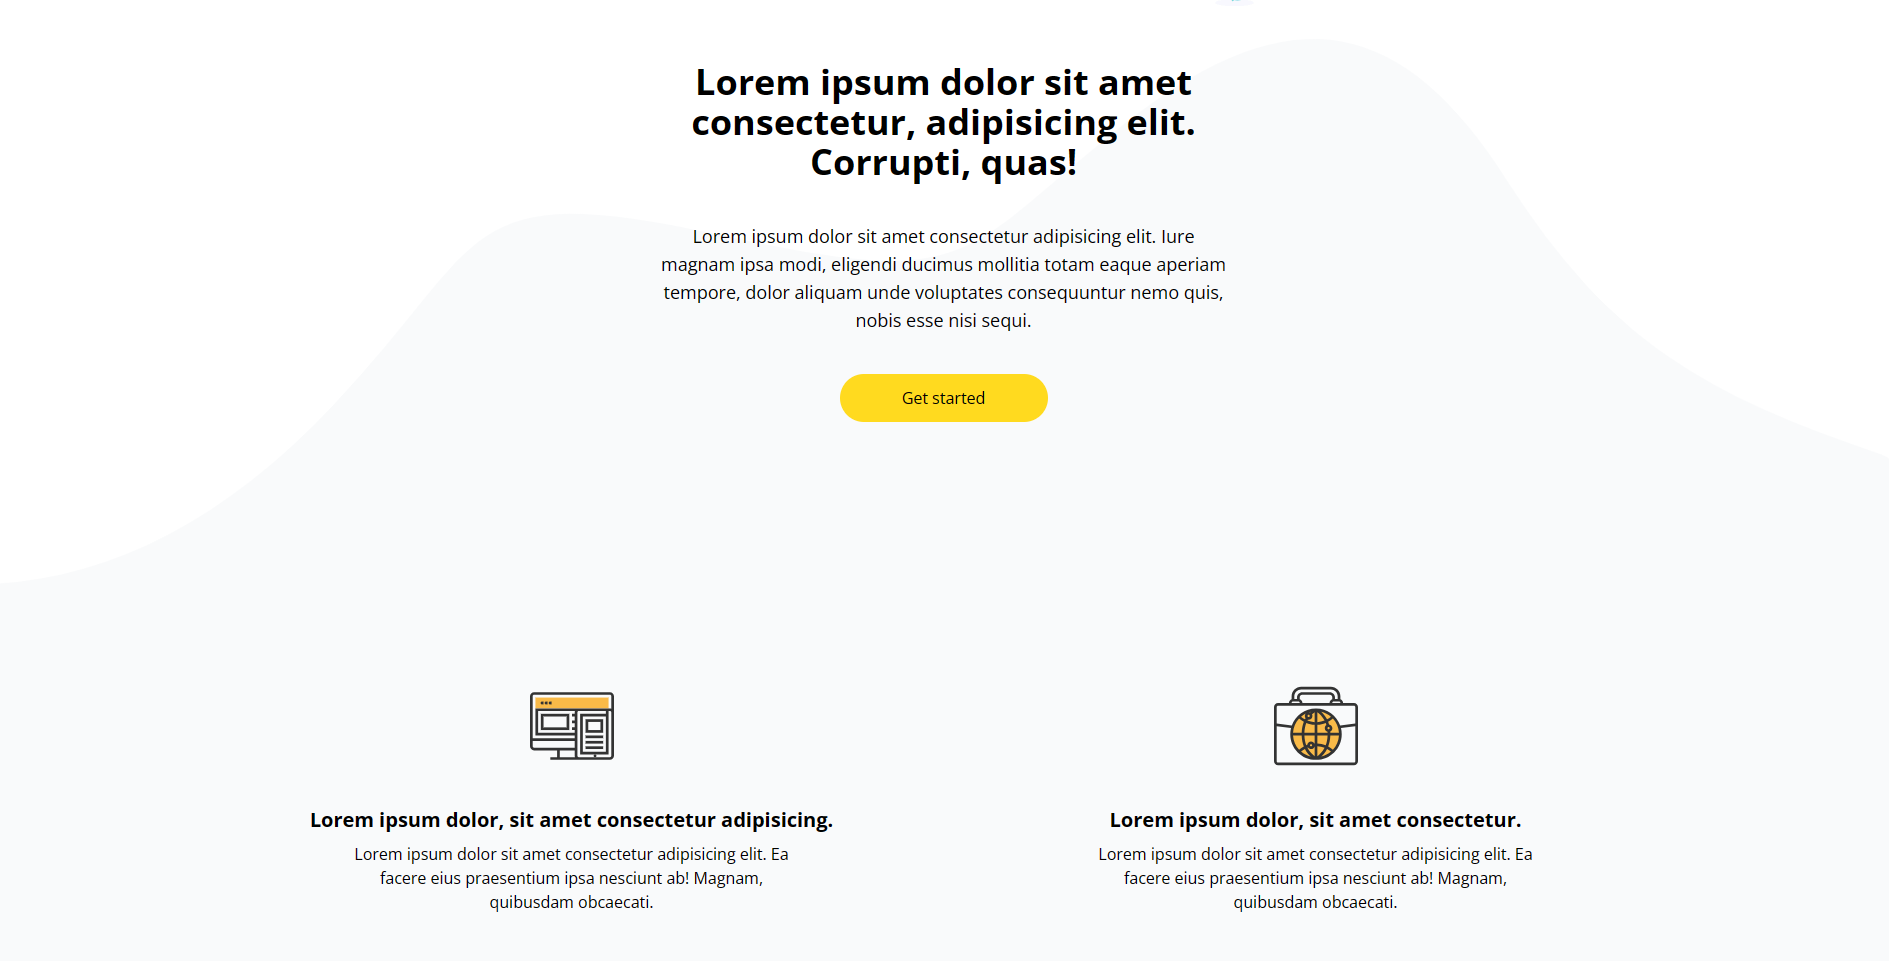 Lorem ipsum dolor sit amet
consectetur, adipisicing elit.
Corrupti, quas!
Lorem ipsum dolor sit amet consectetur adipisicing elit. Iure
magnam ipsa modi, eligendi ducimus mollitia totam eaque aperiam
tempore, dolor aliquam unde voluptates consequuntur nemo quis,
nobis esse nisi sequi.
Get started
Lorem ipsum dolor, sit amet consectetur adipisicing.
Lorem ipsum dolor sit amet consectetur adipisicing elit. Ea
facere eius praesentium ipsa nesciunt ab! Magnam,
quibusdam obcaecati.
Lorem ipsum dolor, sit amet consectetur.
Lorem ipsum dolor sit amet consectetur adipisicing elit. Ea
facere eius praesentium ipsa nesciunt ab! Magnam,
quibusdam obcaecati.